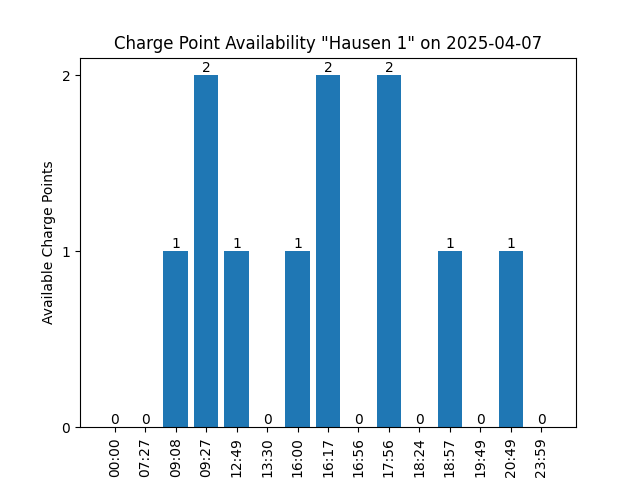 Charge Point Availability "Hausen 1" on 2025-04-07
Available Charge Points
2
1
0
0 0 1 2 1 0 1 2 0 2 0 1 0 1 0
00:00 07:27 09:08 09:27 12:49 13:30 16:00 16:17 16:56 17:56 18:24 18:57 19:49 20:49 23:59